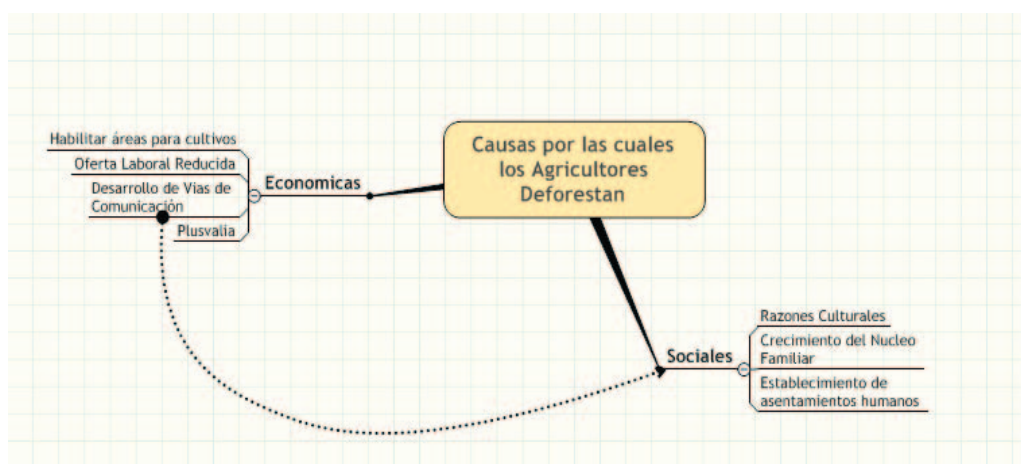 Causas por las cuales
los Agricultores
Deforestan
Economicas
Habilitar áreas para cultivos
Oferta Laboral Reducida
Desarrollo de Vias de
Comunicación
Plusvalia
Sociales
Razones Culturales
Crecimiento del Nucleo
Familiar
Establecimiento de
asentamientos humanos